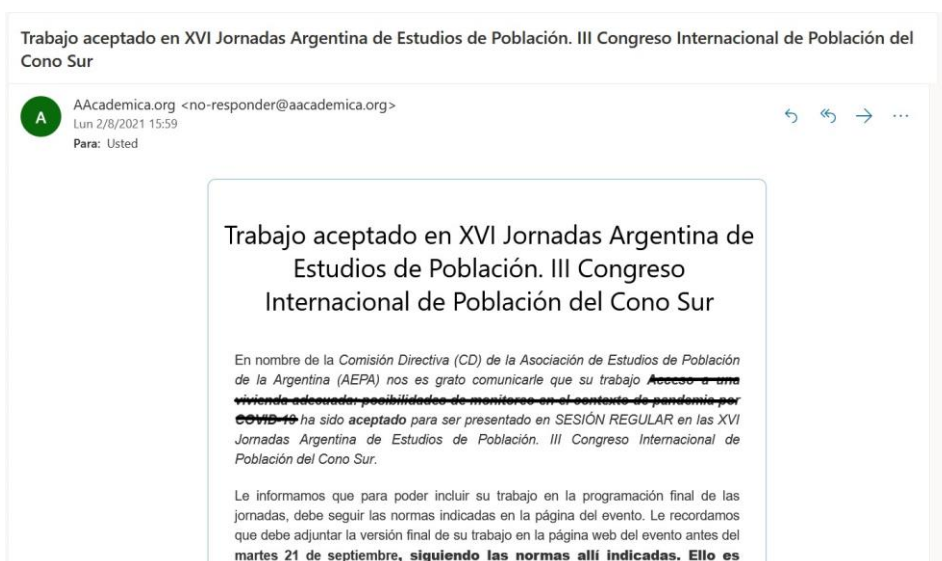 Trabajo aceptado en XVI Jornadas Argentina de Estudios de Población. III Congreso Internacional de Población del
Cono Sur
A
AAcademica.org <no-responder@aacademica.org>
Lun 2/8/2021 15:59
Para: Usted
Trabajo aceptado en XVI Jornadas Argentina de
Estudios de Población. III Congreso
Internacional de Población del Cono Sur
En nombre de la Comisión Directiva (CD) de la Asociación de Estudios de Población
de la Argentina (AEPA) nos es grato comunicarle que su trabajo Acceso a una
vivienda adecuada: posibilidades de monitoreo en el contexto de pandemia por
COVID-19 ha sido aceptado para ser presentado en SESIÓN REGULAR en las XVI
Jornadas Argentina de Estudios de Población. III Congreso Internacional de
Población del Cono Sur.
Le informamos que para poder incluir su trabajo en la programación final de las
jornadas, debe seguir las normas indicadas en la página del evento. Le recordamos
que debe adjuntar la versión final de su trabajo en la página web del evento antes del
martes 21 de septiembre, siguiendo las normas allí indicadas. Ello es